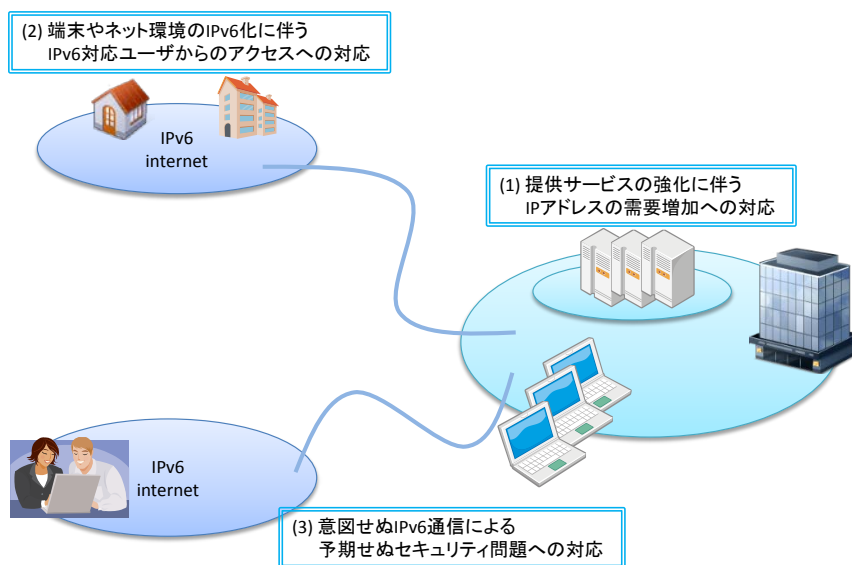 (2) 端末やネット環境のIPv6化に伴う
IPv6対応ユーザからのアクセスへの対応
IPv6
internet
(1) 提供サービスの強化に伴う
IPアドレスの需要増加への対応
IPv6
internet
(3) 意図せぬIPv6通信による
予期せぬセキュリティ問題への対応